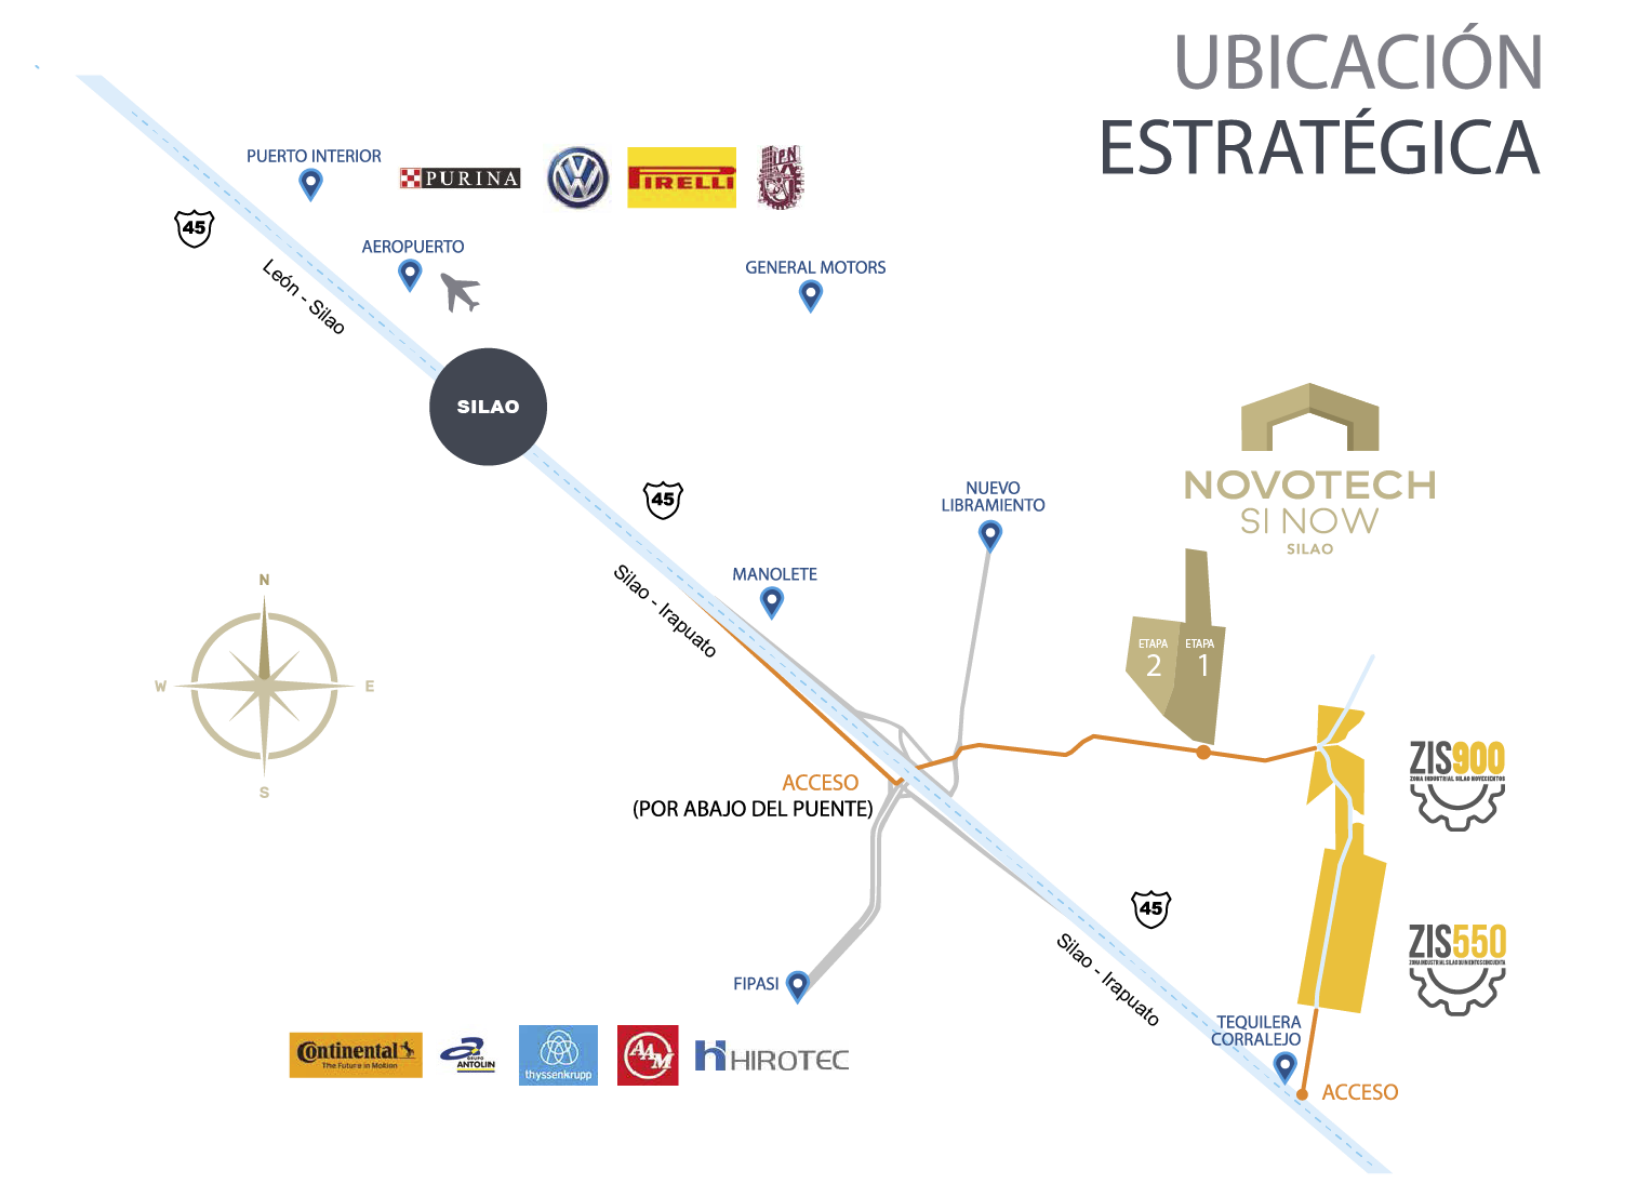 UBICACIÓN
ESTRATÉGICA
PUERTO INTERIOR
PURINA
VW
PIRELLI
IPN
45
AEROPUERTO
León - Silao
GENERAL MOTORS
SILAO
45
NUEVO
LIBRAMIENTO
NOVOTECH
SI NOW
SILAO
MANOLETE
Silao - Irapuato
N
W
E
S
ETAPA
2
ETAPA
1
ACCESO
(POR ABAJO DEL PUENTE)
ZIS900
ZONA INDUSTRIAL SILAO NOVECIENTOS
45
Silao - Irapuato
ZIS550
ZONA INDUSTRIAL SILAO QUINIENTOS CINCUENTA
FIPASI
TEQUILERA
CORRALEJO
ACCESO
Continental
The Future in Motion
GRUPO
ANTOLIN
thyssenkrupp
AAM
HIROTEC